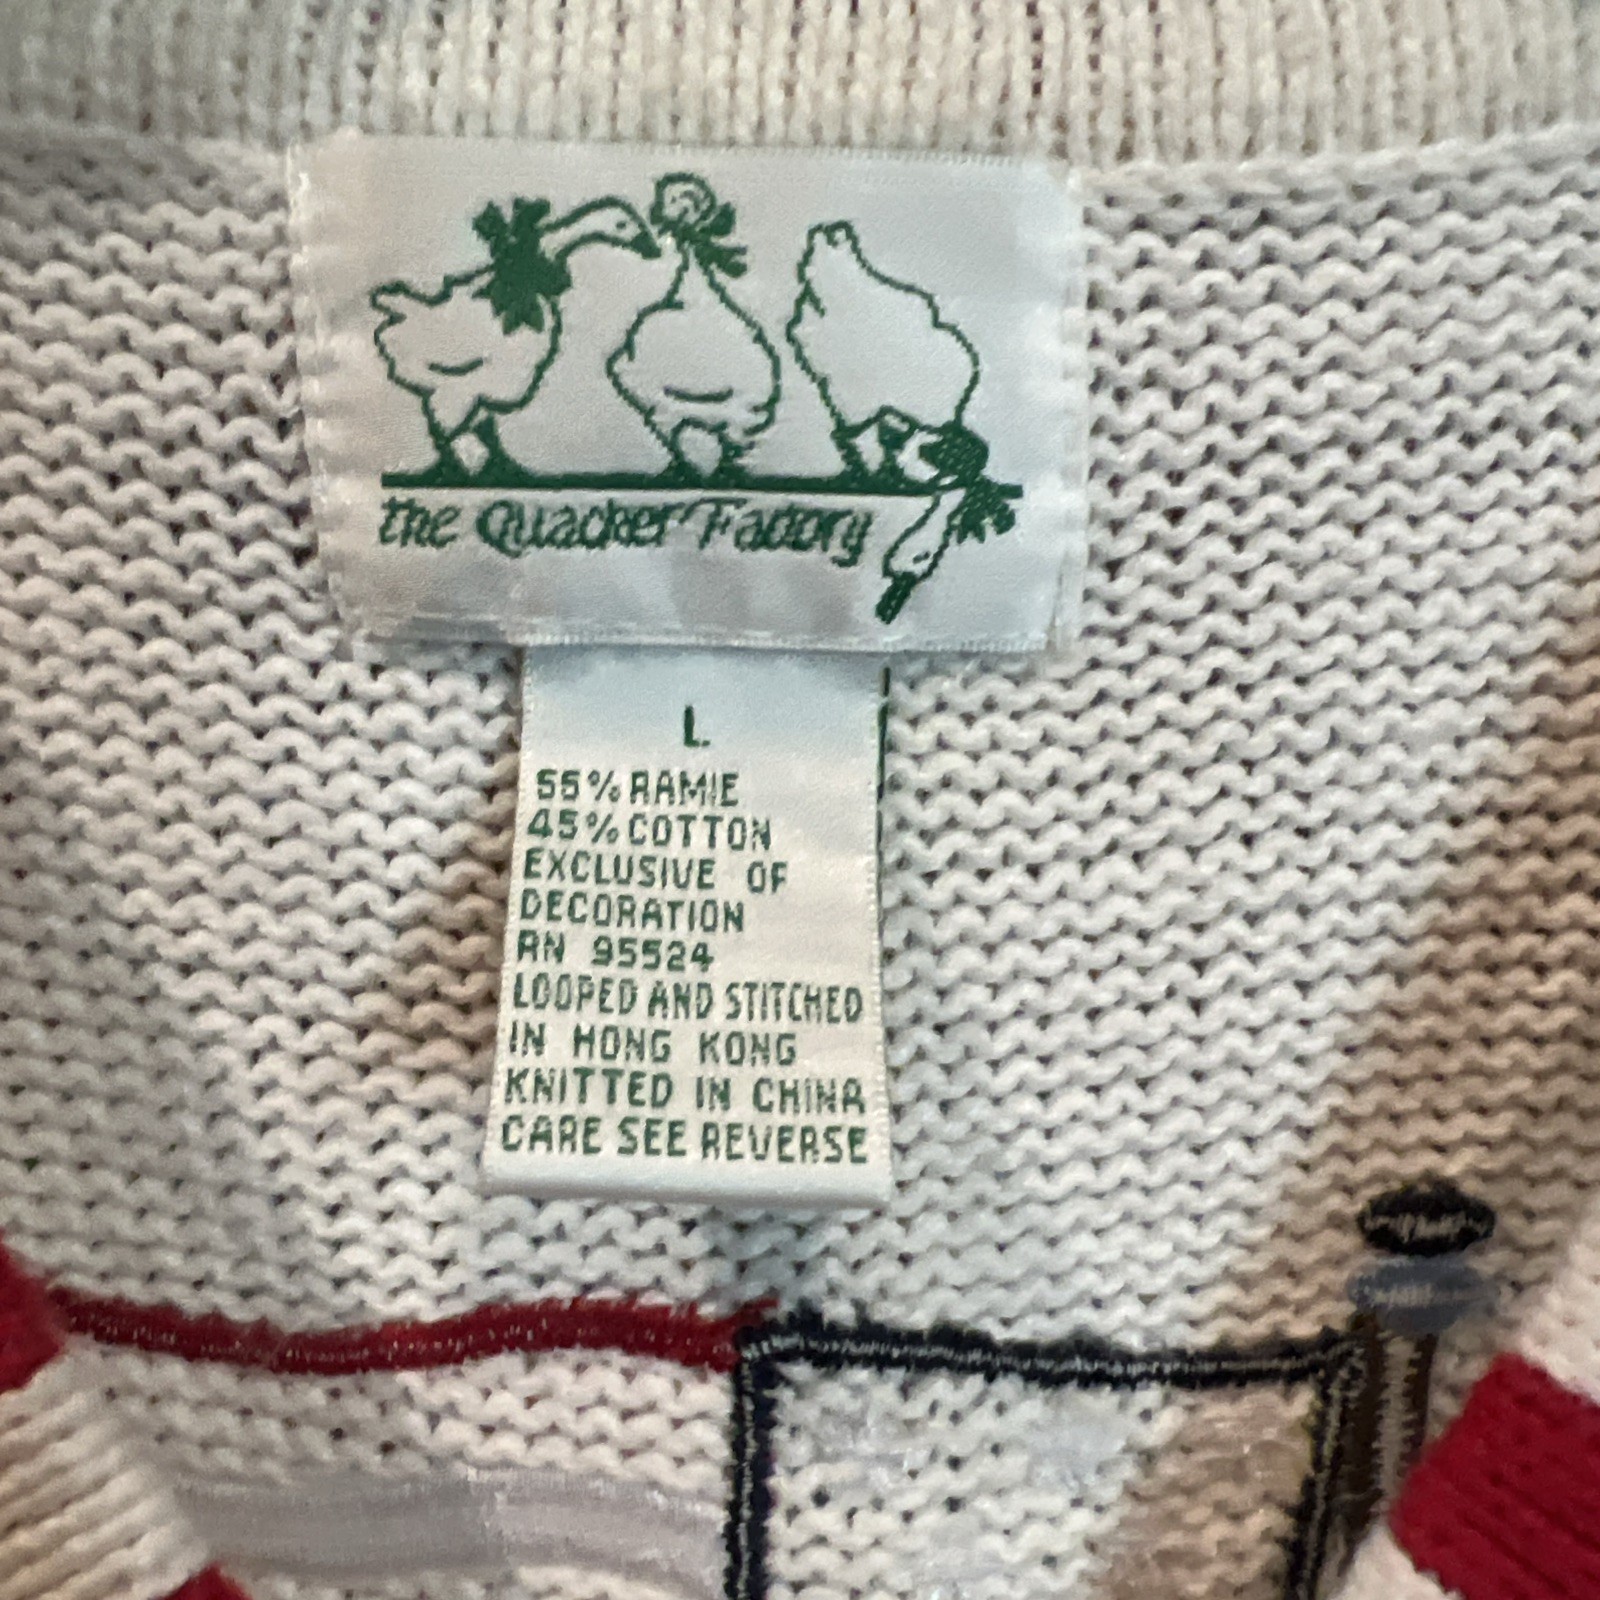 the Quacker Factory
L
55% RAMIE
45% COTTON
EXCLUSIVE OF
DECORATION
RN 95524
LOOPED AND STITCHED
IN HONG KONG
KNITTED IN CHINA
CARE SEE REVERSE